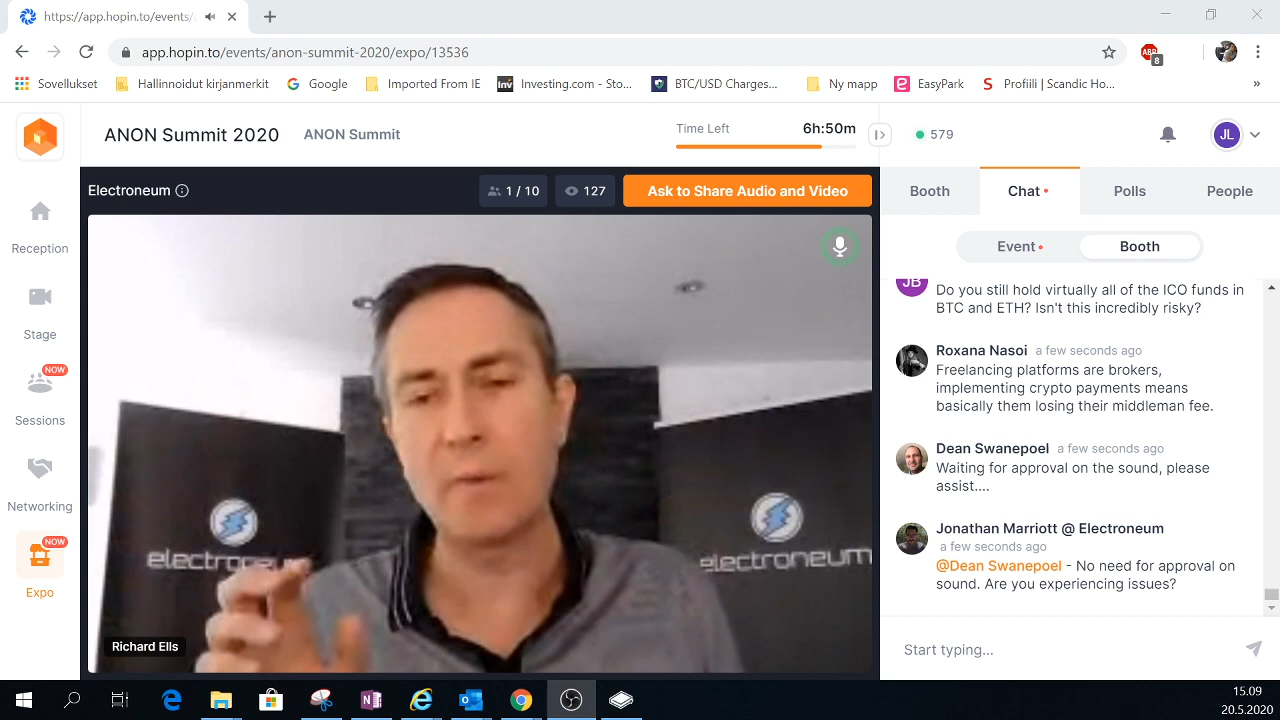 https://app.hopin.to/events/
app.hopin.to/events/anon-summit-2020/expo/13536
ABP
8
Sovellukset
Hallinnoidut kirjanmerkit
Google
Imported From IE
Inv
Investing.com - Sto...
BTC/USD Charges...
Ny mapp
EasyPark
Profiili | Scandic Ho...
»
ANON Summit 2020
ANON Summit
Time Left
6h:50m
579
JL
Electroneum
1 / 10
127
Ask to Share Audio and Video
Booth
Chat
Polls
People
Event
Booth
Reception
Stage
NOW
Sessions
Networking
NOW
Expo
electroneum
electroneum
Richard Ells
JB
Do you still hold virtually all of the ICO funds in
BTC and ETH? Isn't this incredibly risky?
Roxana Nasoi a few seconds ago
Freelancing platforms are brokers,
implementing crypto payments means
basically them losing their middleman fee.
Dean Swanepoel a few seconds ago
Waiting for approval on the sound, please
assist....
Jonathan Marriott @ Electroneum
a few seconds ago
@Dean Swanepoel - No need for approval on
sound. Are you experiencing issues?
Start typing...
15.09
20.5.2020